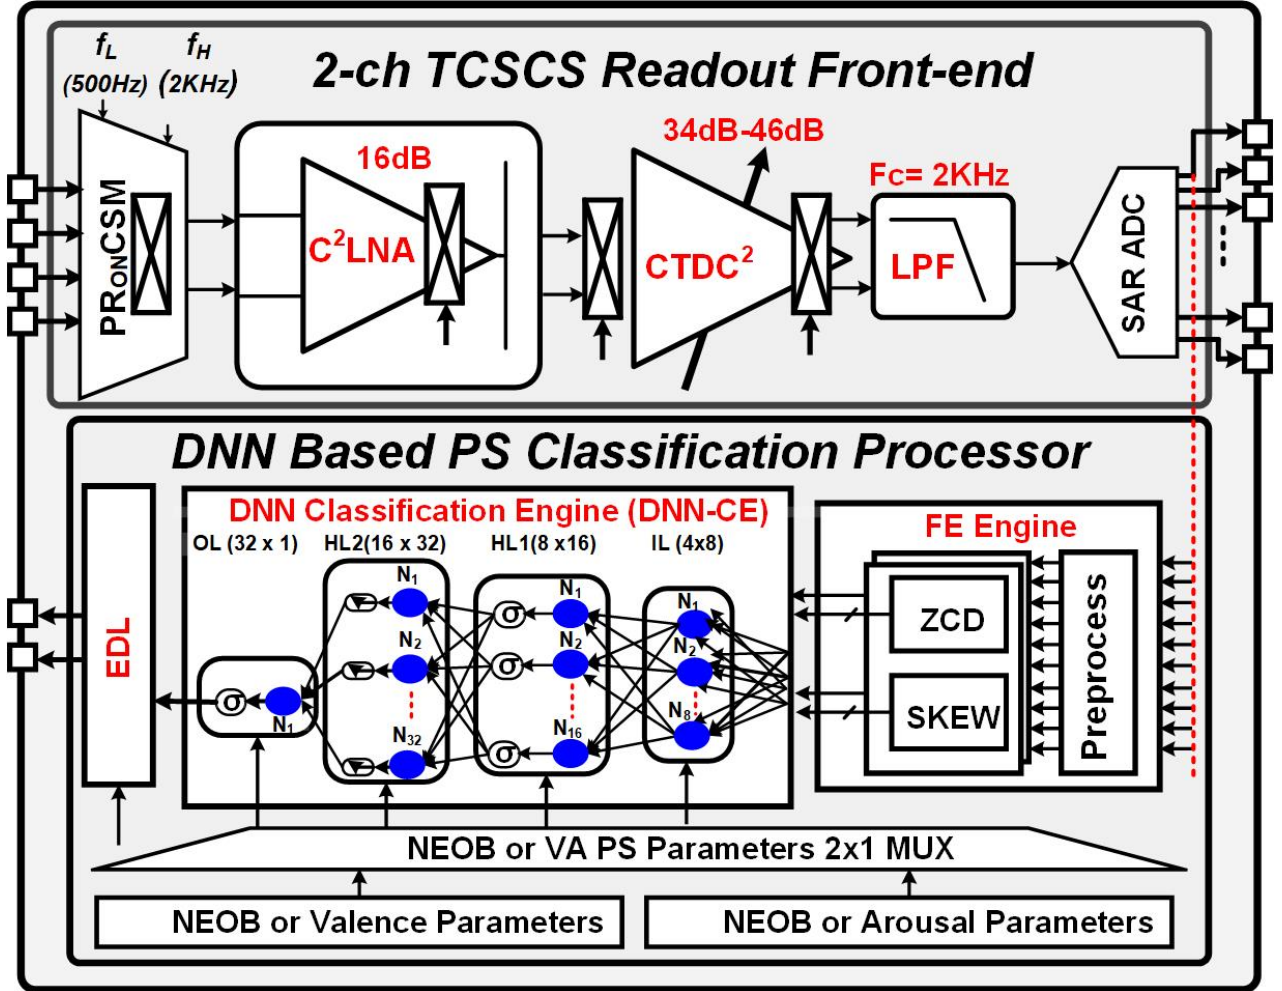 2-ch TCSCS Readout Front-end
fL
(500Hz)
fH
(2KHz)
PRONCSM
16dB
C²LNA
34dB-46dB
CTDC²
Fc= 2KHz
LPF
SAR ADC
DNN Based PS Classification Processor
EDL
DNN Classification Engine (DNN-CE)
OL (32 x 1)
HL2(16 x 32)
HL1(8 x16)
IL (4x8)
σ
N1
N1
N2
N32
σ
σ
σ
N1
N2
N16
N1
N2
N8
FE Engine
ZCD
SKEW
Preprocess
NEOB or VA PS Parameters 2x1 MUX
NEOB or Valence Parameters
NEOB or Arousal Parameters